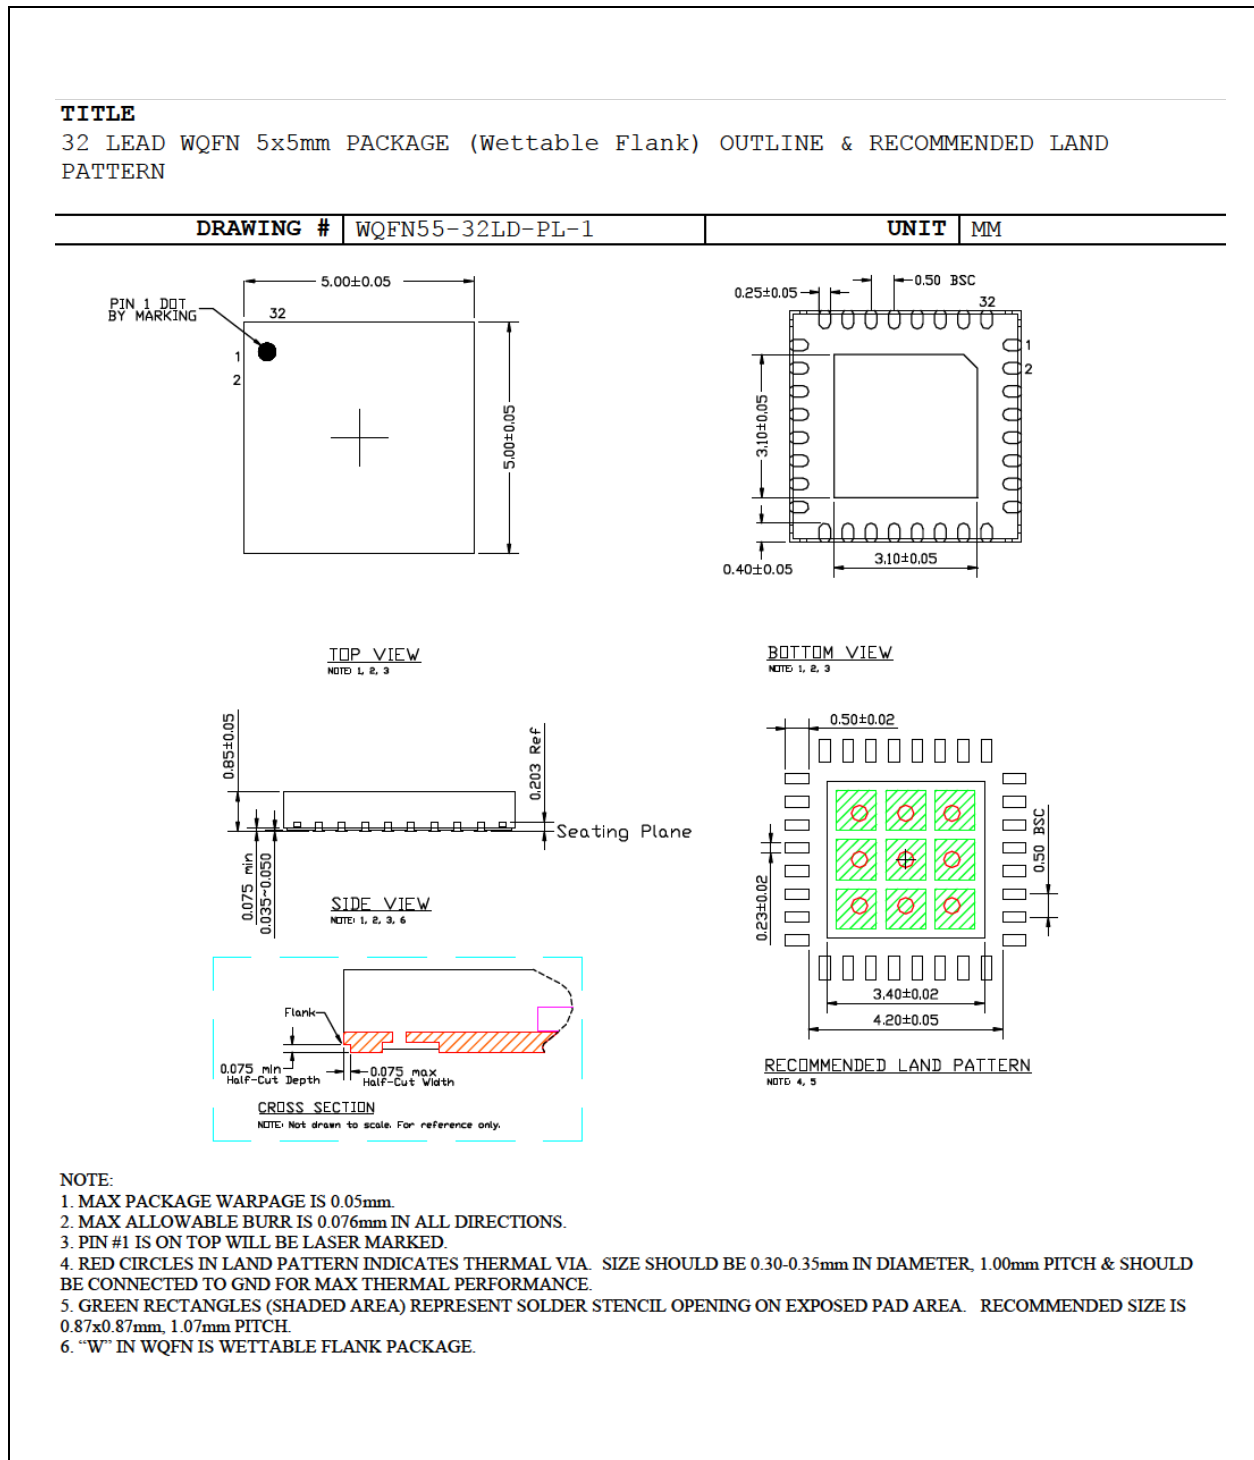 TITLE
32 LEAD WQFN 5x5mm PACKAGE (Wettable Flank) OUTLINE & RECOMMENDED LAND
PATTERN
DRAWING # WQFN55-32LD-PL-1 UNIT MM
5.00±0.05
PIN 1 DOT
BY MARKING
32
1
2
5.00±0.05
TOP VIEW
NOTE: 1, 2, 3
0.50 BSC
0.25±0.05
32
1
2
3.10±0.05
0.40±0.05
3.10±0.05
BOTTOM VIEW
NOTE: 1, 2, 3
0.85±0.05
0.203 Ref
Seating Plane
0.075 min
0.035~0.050
SIDE VIEW
NOTE: 1, 2, 3, 6
Flank
0.075 min
Half-Cut Depth
0.075 max
Half-Cut Width
CROSS SECTION
NOTE: Not drawn to scale. For reference only.
0.50±0.02
0.50 BSC
0.23±0.02
3.40±0.02
4.20±0.05
RECOMMENDED LAND PATTERN
NOTE: 4, 5
NOTE:
1. MAX PACKAGE WARPAGE IS 0.05mm.
2. MAX ALLOWABLE BURR IS 0.076mm IN ALL DIRECTIONS.
3. PIN #1 IS ON TOP WILL BE LASER MARKED.
4. RED CIRCLES IN LAND PATTERN INDICATES THERMAL VIA. SIZE SHOULD BE 0.30-0.35mm IN DIAMETER, 1.00mm PITCH & SHOULD
BE CONNECTED TO GND FOR MAX THERMAL PERFORMANCE.
5. GREEN RECTANGLES (SHADED AREA) REPRESENT SOLDER STENCIL OPENING ON EXPOSED PAD AREA. RECOMMENDED SIZE IS
0.87x0.87mm, 1.07mm PITCH.
6. “W” IN WQFN IS WETTABLE FLANK PACKAGE.